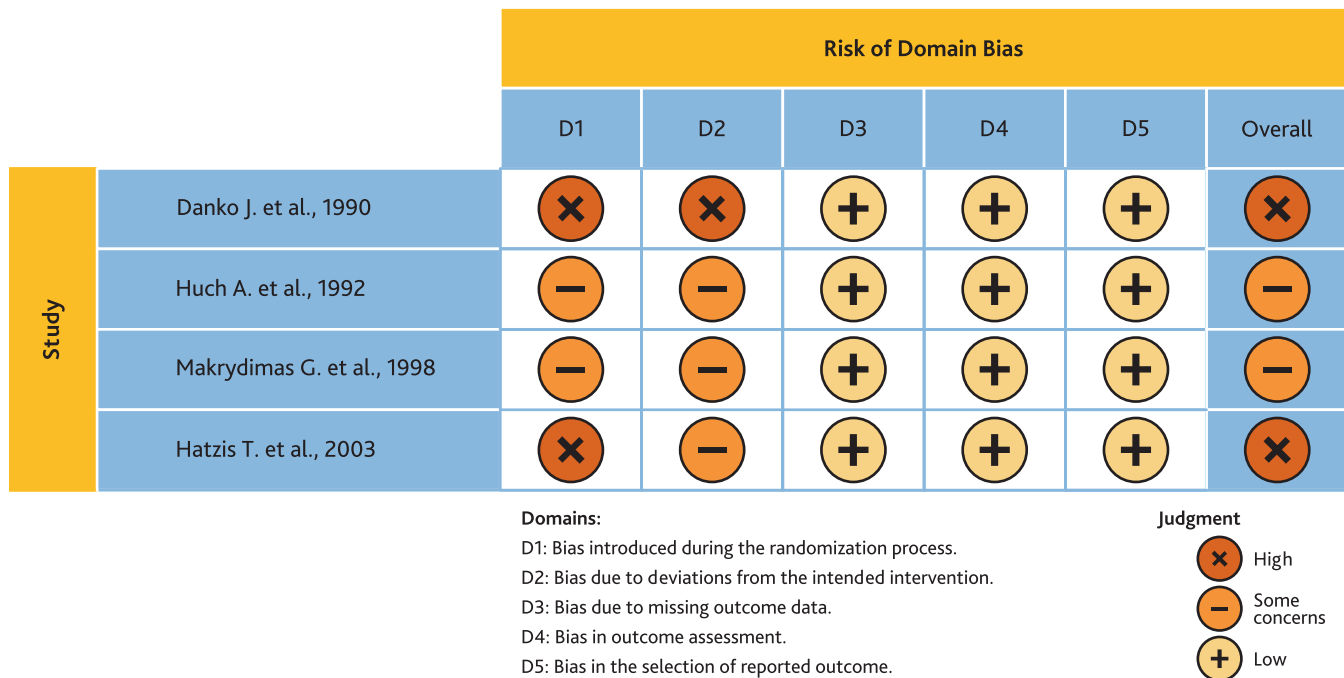 Risk of Domain Bias
D1 D2 D3 D4 D5 Overall
Study
Danko J. et al., 1990
Huch A. et al., 1992
Makrydimas G. et al., 1998
Hatzis T. et al., 2003
Domains:
D1: Bias introduced during the randomization process.
D2: Bias due to deviations from the intended intervention.
D3: Bias due to missing outcome data.
D4: Bias in outcome assessment.
D5: Bias in the selection of reported outcome.
Judgment
High
Some
concerns
Low